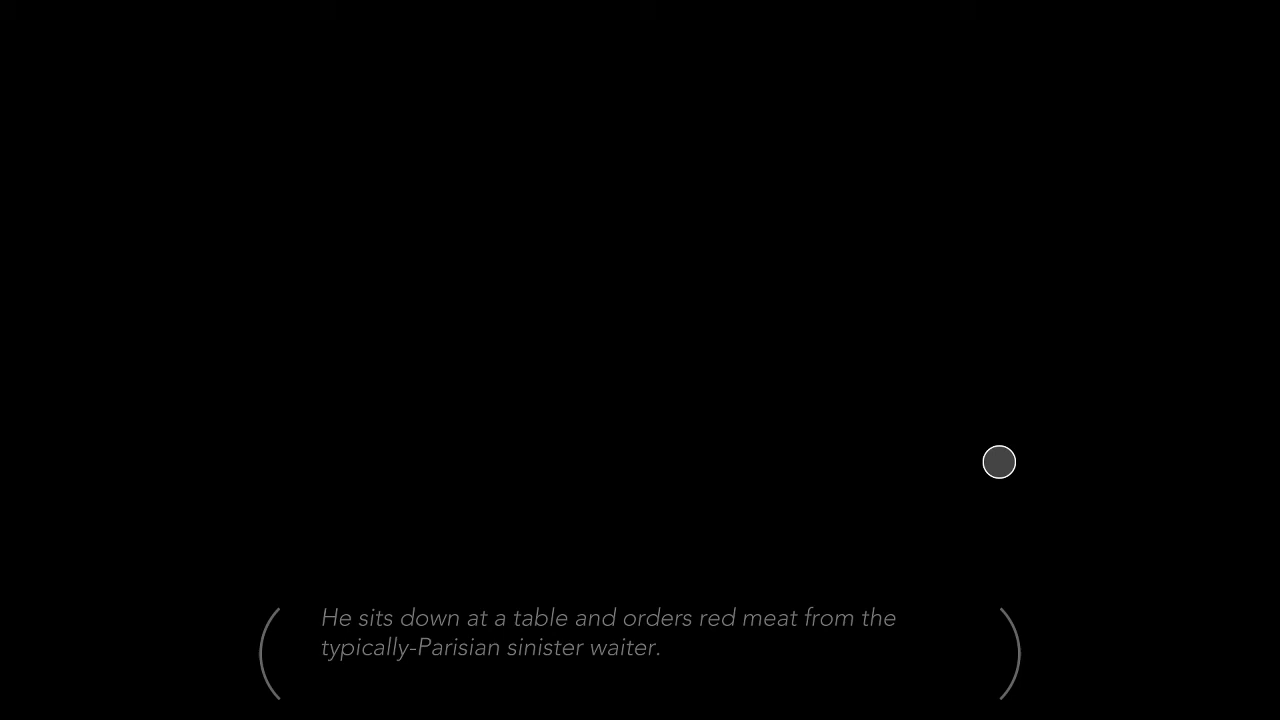 He sits down at a table and orders red meat from the
typically-Parisian sinister waiter.